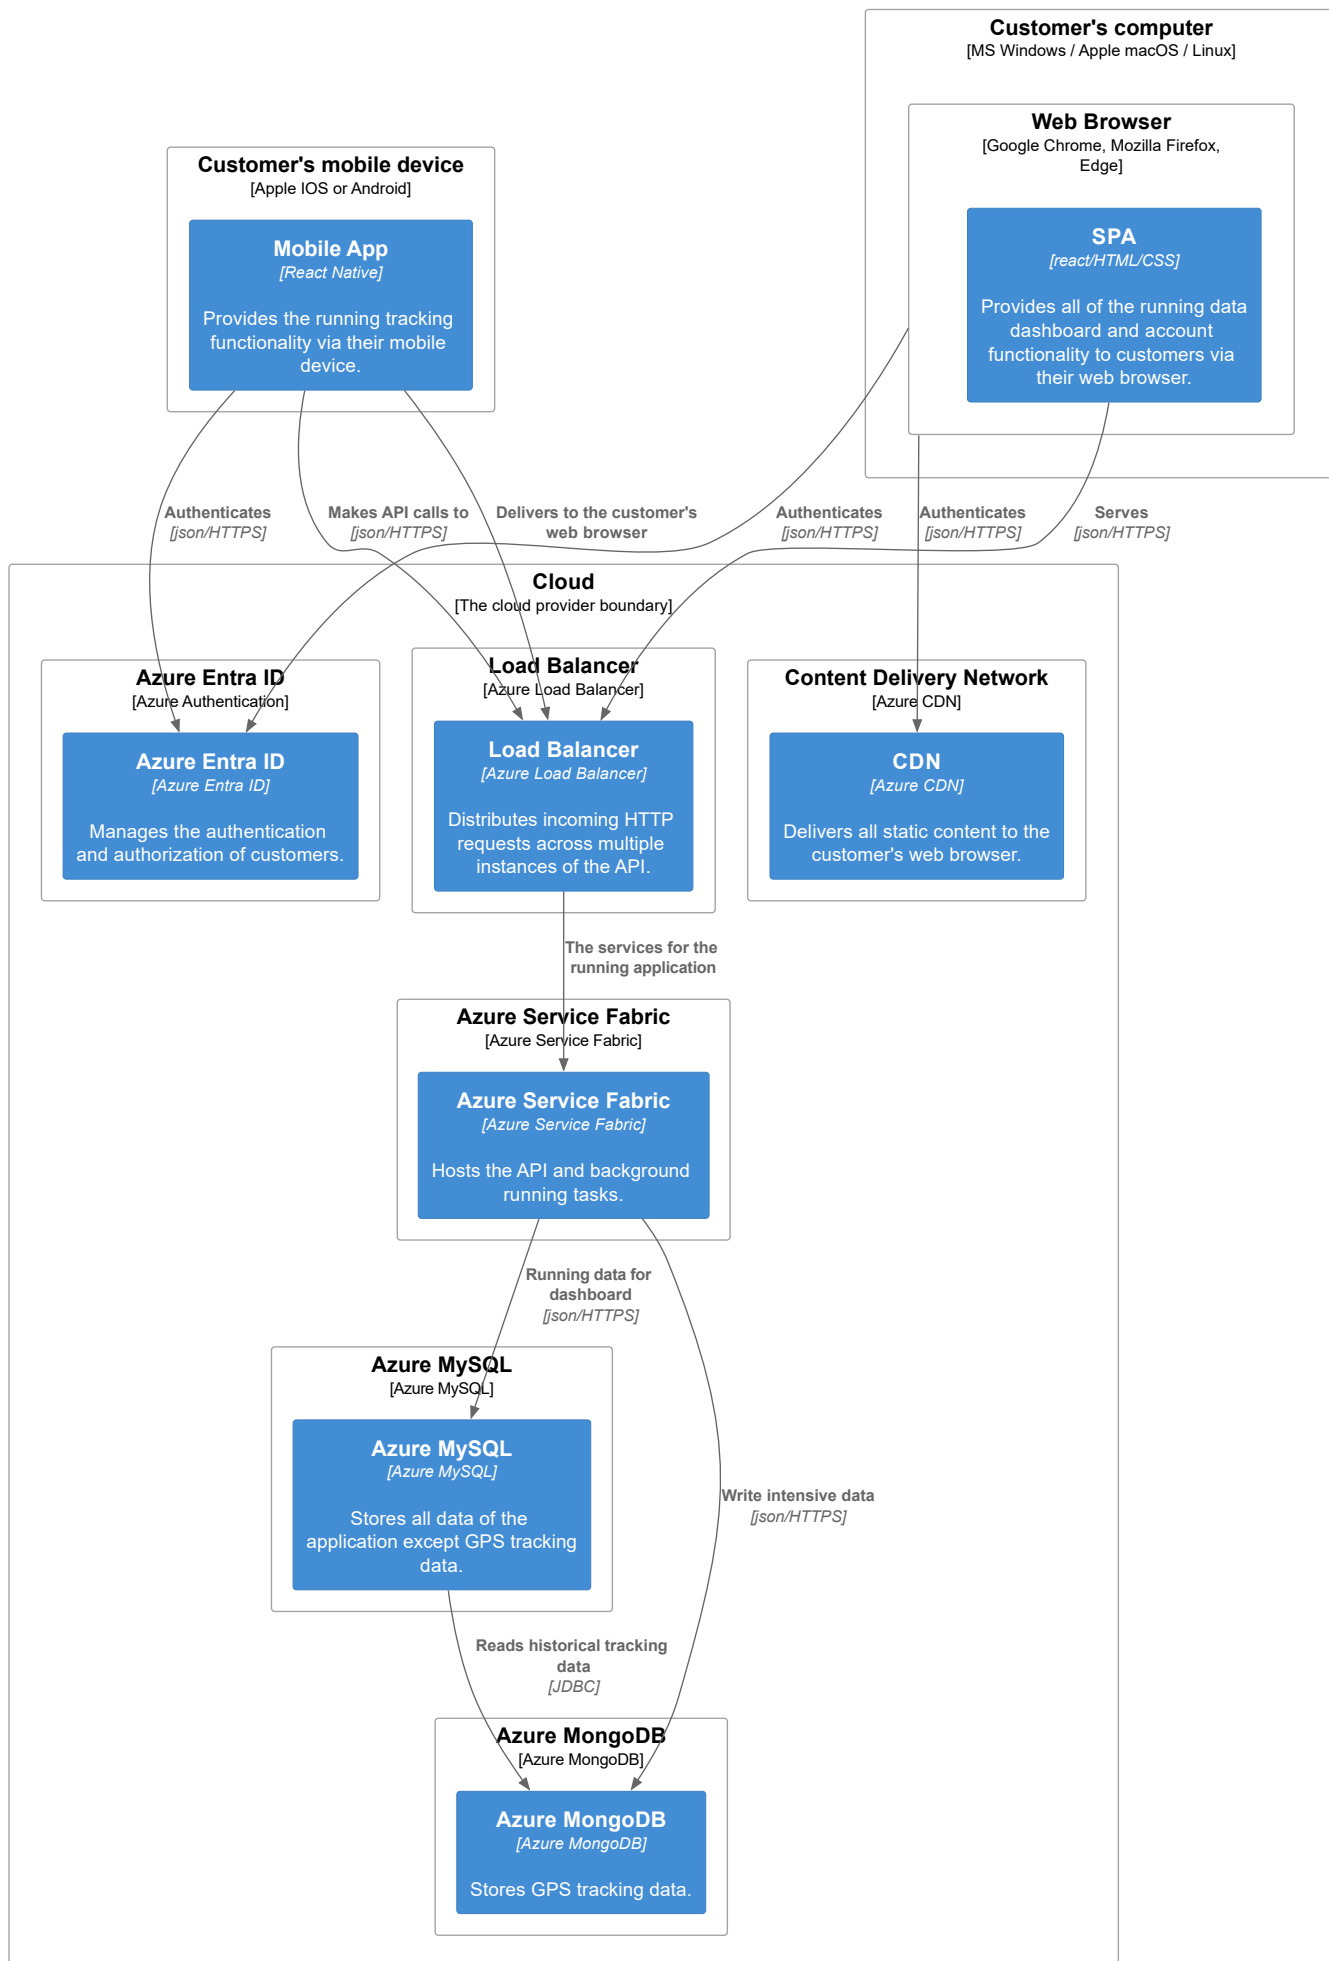 Customer's computer
[MS Windows / Apple macOS / Linux]
Web Browser
[Google Chrome, Mozilla Firefox,
Edge]
SPA
[react/HTML/CSS]
Provides all of the running data
dashboard and account
functionality to customers via
their web browser.
Customer's mobile device
[Apple IOS or Android]
Mobile App
[React Native]
Provides the running tracking
functionality via their mobile
device.
Authenticates
[json/HTTPS]
Makes API calls to
[json/HTTPS]
Delivers to the customer's
web browser
Authenticates
[json/HTTPS]
Authenticates
[json/HTTPS]
Serves
[json/HTTPS]
Cloud
[The cloud provider boundary]
Azure Entra ID
[Azure Authentication]
Azure Entra ID
[Azure Entra ID]
Manages the authentication
and authorization of customers.
Load Balancer
[Azure Load Balancer]
Load Balancer
[Azure Load Balancer]
Distributes incoming HTTP
requests across multiple
instances of the API.
Content Delivery Network
[Azure CDN]
CDN
[Azure CDN]
Delivers all static content to the
customer's web browser.
The services for the
running application
Azure Service Fabric
[Azure Service Fabric]
Azure Service Fabric
[Azure Service Fabric]
Hosts the API and background
running tasks.
Running data for
dashboard
[json/HTTPS]
Azure MySQL
[Azure MySQL]
Azure MySQL
[Azure MySQL]
Stores all data of the
application except GPS tracking
data.
Write intensive data
[json/HTTPS]
Reads historical tracking
data
[JDBC]
Azure MongoDB
[Azure MongoDB]
Azure MongoDB
[Azure MongoDB]
Stores GPS tracking data.